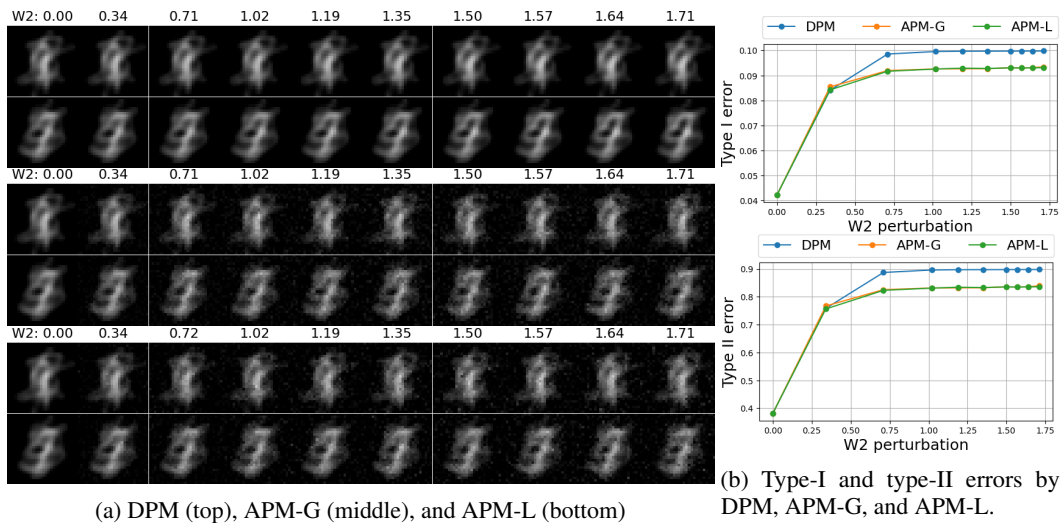 W2: 0.00 0.34 0.71 1.02 1.19 1.35 1.50 1.57 1.64 1.71
W2: 0.00 0.34 0.71 1.02 1.19 1.35 1.50 1.57 1.64 1.71
W2: 0.00 0.34 0.72 1.02 1.19 1.35 1.50 1.57 1.64 1.71
(a) DPM (top), APM-G (middle), and APM-L (bottom)
DPM APM-G APM-L
Type I error
0.10
0.09
0.08
0.07
0.06
0.05
0.04
0.00 0.25 0.50 0.75 1.00 1.25 1.50 1.75
W2 perturbation
DPM APM-G APM-L
Type II error
0.9
0.8
0.7
0.6
0.5
0.4
0.00 0.25 0.50 0.75 1.00 1.25 1.50 1.75
W2 perturbation
(b) Type-I and type-II errors by
DPM, APM-G, and APM-L.